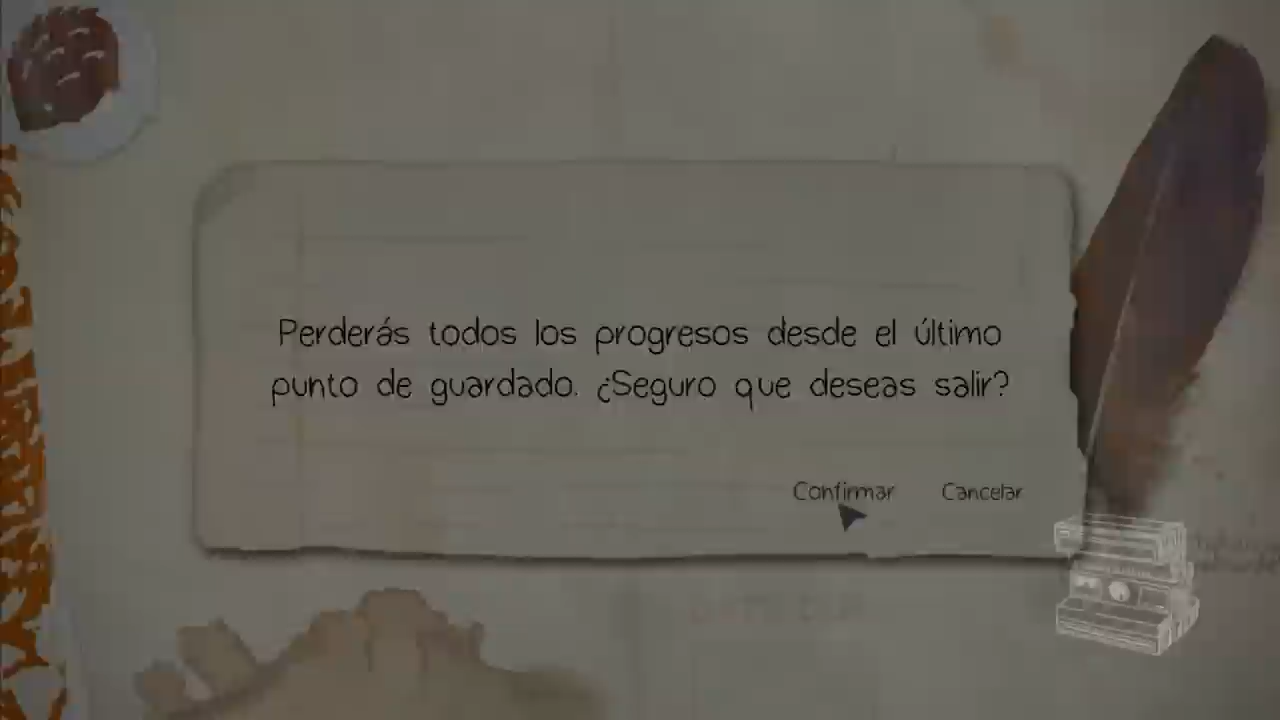 Perderás todos los progresos desde el último
punto de guardado. ¿Seguro que deseas salir?
Confirmar Cancelar